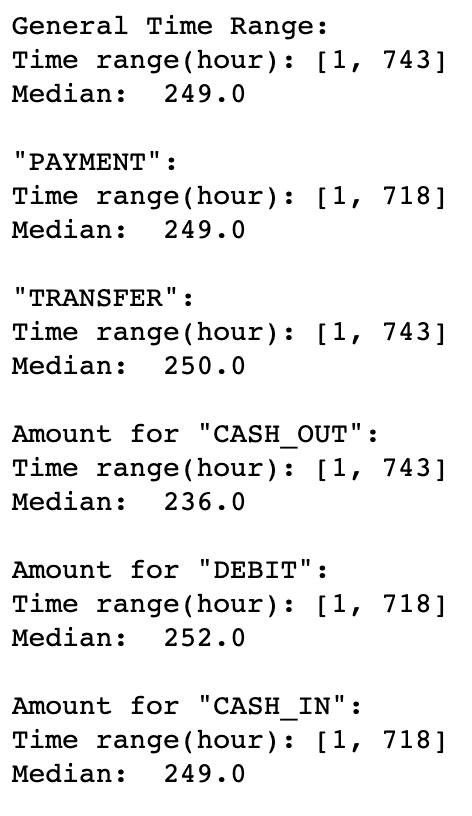 General Time Range:
Time range(hour): [1, 743]
Median:  249.0
"PAYMENT":
Time range(hour): [1, 718]
Median:  249.0
"TRANSFER":
Time range(hour): [1, 743]
Median:  250.0
Amount for "CASH_OUT":
Time range(hour): [1, 743]
Median:  236.0
Amount for "DEBIT":
Time range(hour): [1, 718]
Median:  252.0
Amount for "CASH_IN":
Time range(hour): [1, 718]
Median:  249.0